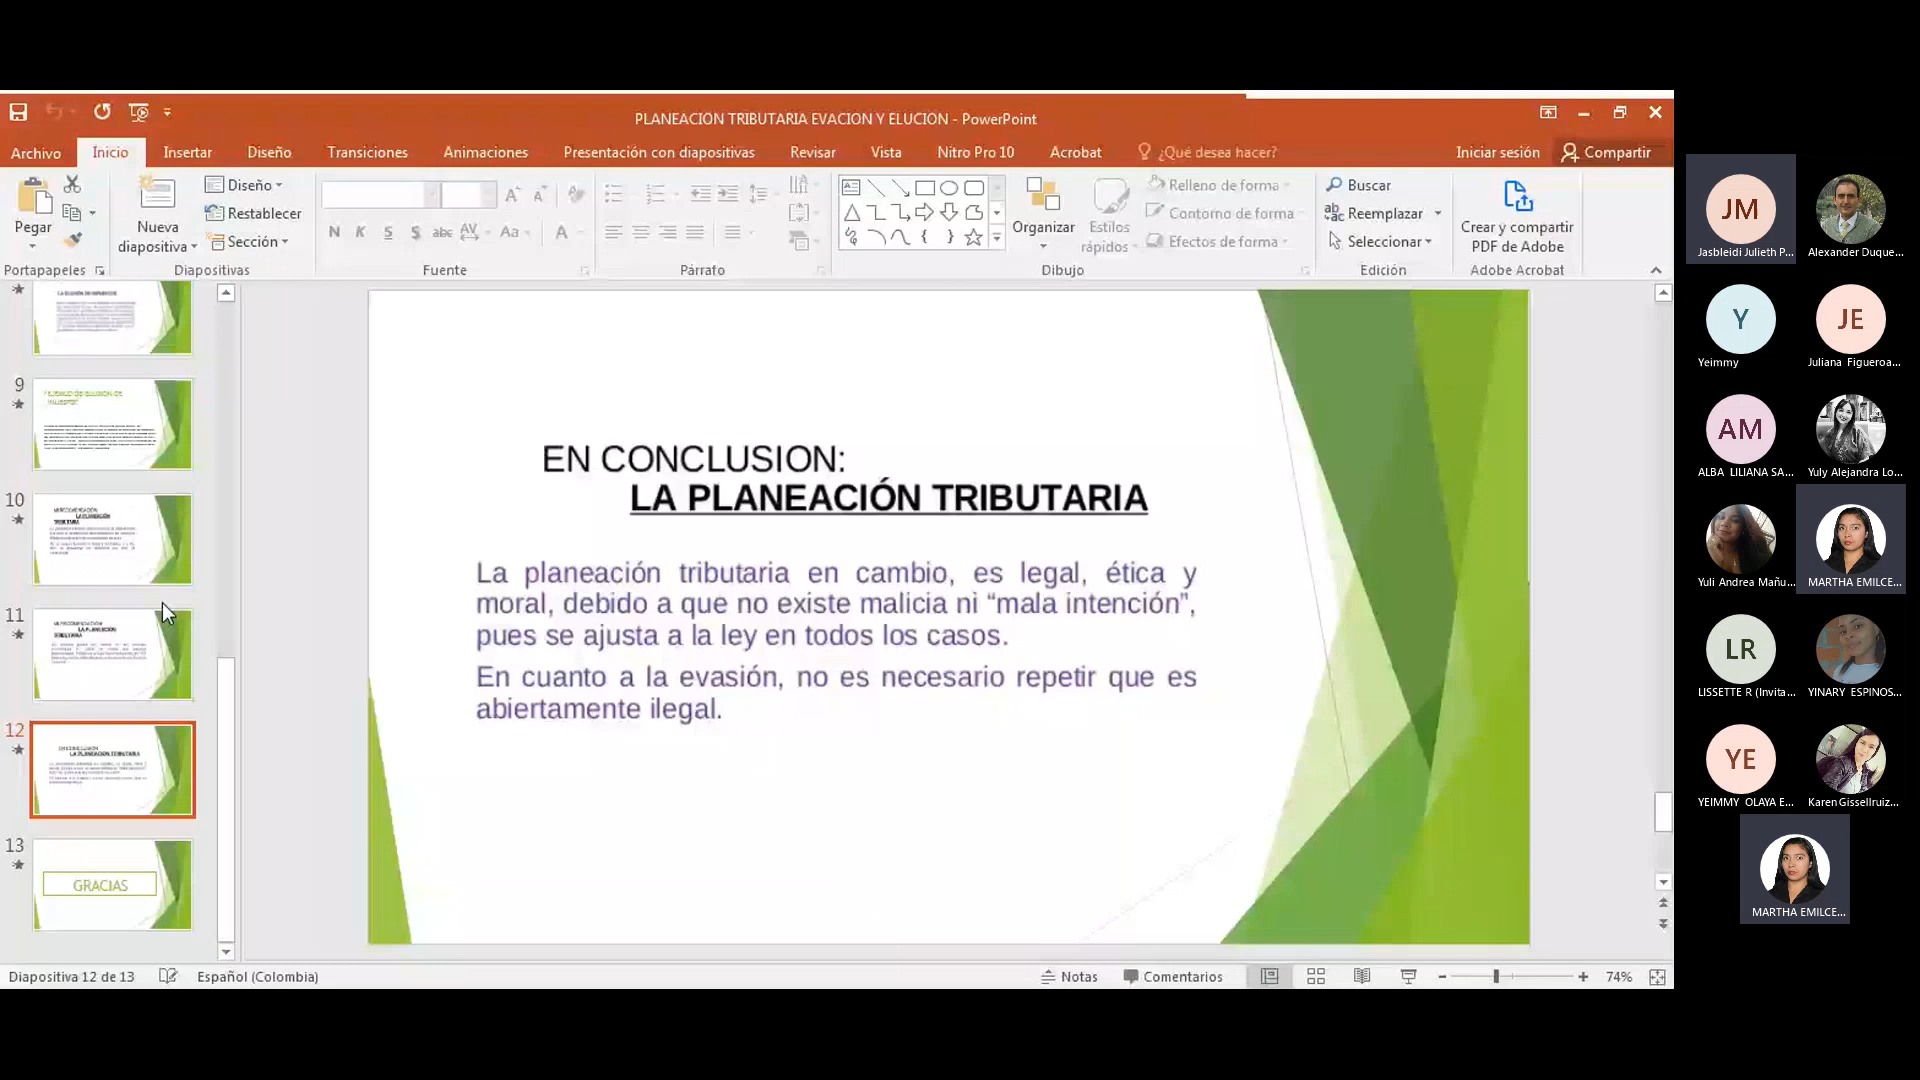 PLANEACION TRIBUTARIA EVACION Y ELUCION - PowerPoint
Archivo Inicio Insertar Diseño Transiciones Animaciones Presentación con diapositivas Revisar Vista Nitro Pro 10 Acrobat ¿Qué desea hacer? Iniciar sesión Compartir
Pegar
Nueva diapositiva
Diseño
Restablecer
Sección
N K S S abc AV Aa A
Organizar
Estilos rápidos
Relleno de forma
Contorno de forma
Efectos de forma
Buscar
Reemplazar
Seleccionar
Crear y compartir
PDF de Adobe
Portapapeles Diapositivas Fuente Párrafo Dibujo Edición Adobe Acrobat
9
10
11
12
13
GRACIAS
EN CONCLUSION:
LA PLANEACIÓN TRIBUTARIA
La planeación tributaria en cambio, es legal, ética y
moral, debido a que no existe malicia ni “mala intención”,
pues se ajusta a la ley en todos los casos.
En cuanto a la evasión, no es necesario repetir que es
abiertamente ilegal.
Diapositiva 12 de 13 Español (Colombia) Notas Comentarios 74%
JM
Jasbleidi Julieth P...
Alexander Duque...
Y
Yeimmy
JE
Juliana Figueroa...
AM
ALBA LILIANA SA...
Yuly Alejandra Lo...
Yuli Andrea Mañu...
MARTHA EMILCE...
LR
LISSETTE R (Invita...
YINARY ESPINOS...
YE
YEIMMY OLAYA E...
Karen Gissellruiz...
MARTHA EMILCE...